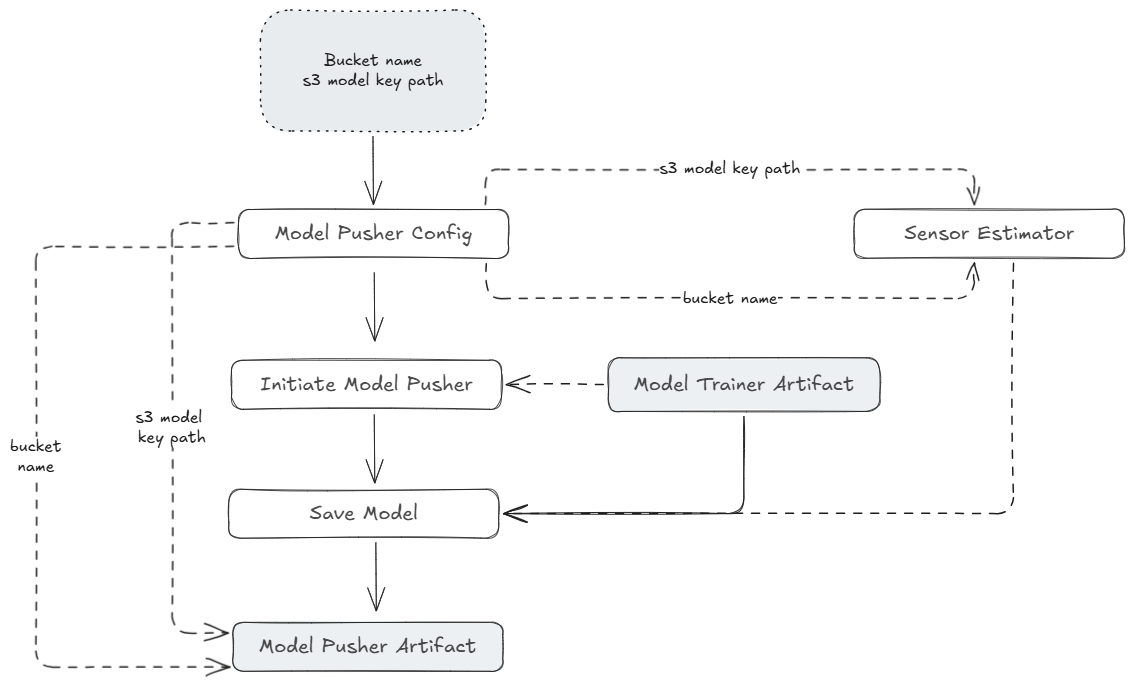 Bucket name
s3 model key path
s3 model key path
Model Pusher Config
Sensor Estimator
bucket name
Initiate Model Pusher
Model Trainer Artifact
s3 model
key path
bucket
name
Save Model
Model Pusher Artifact